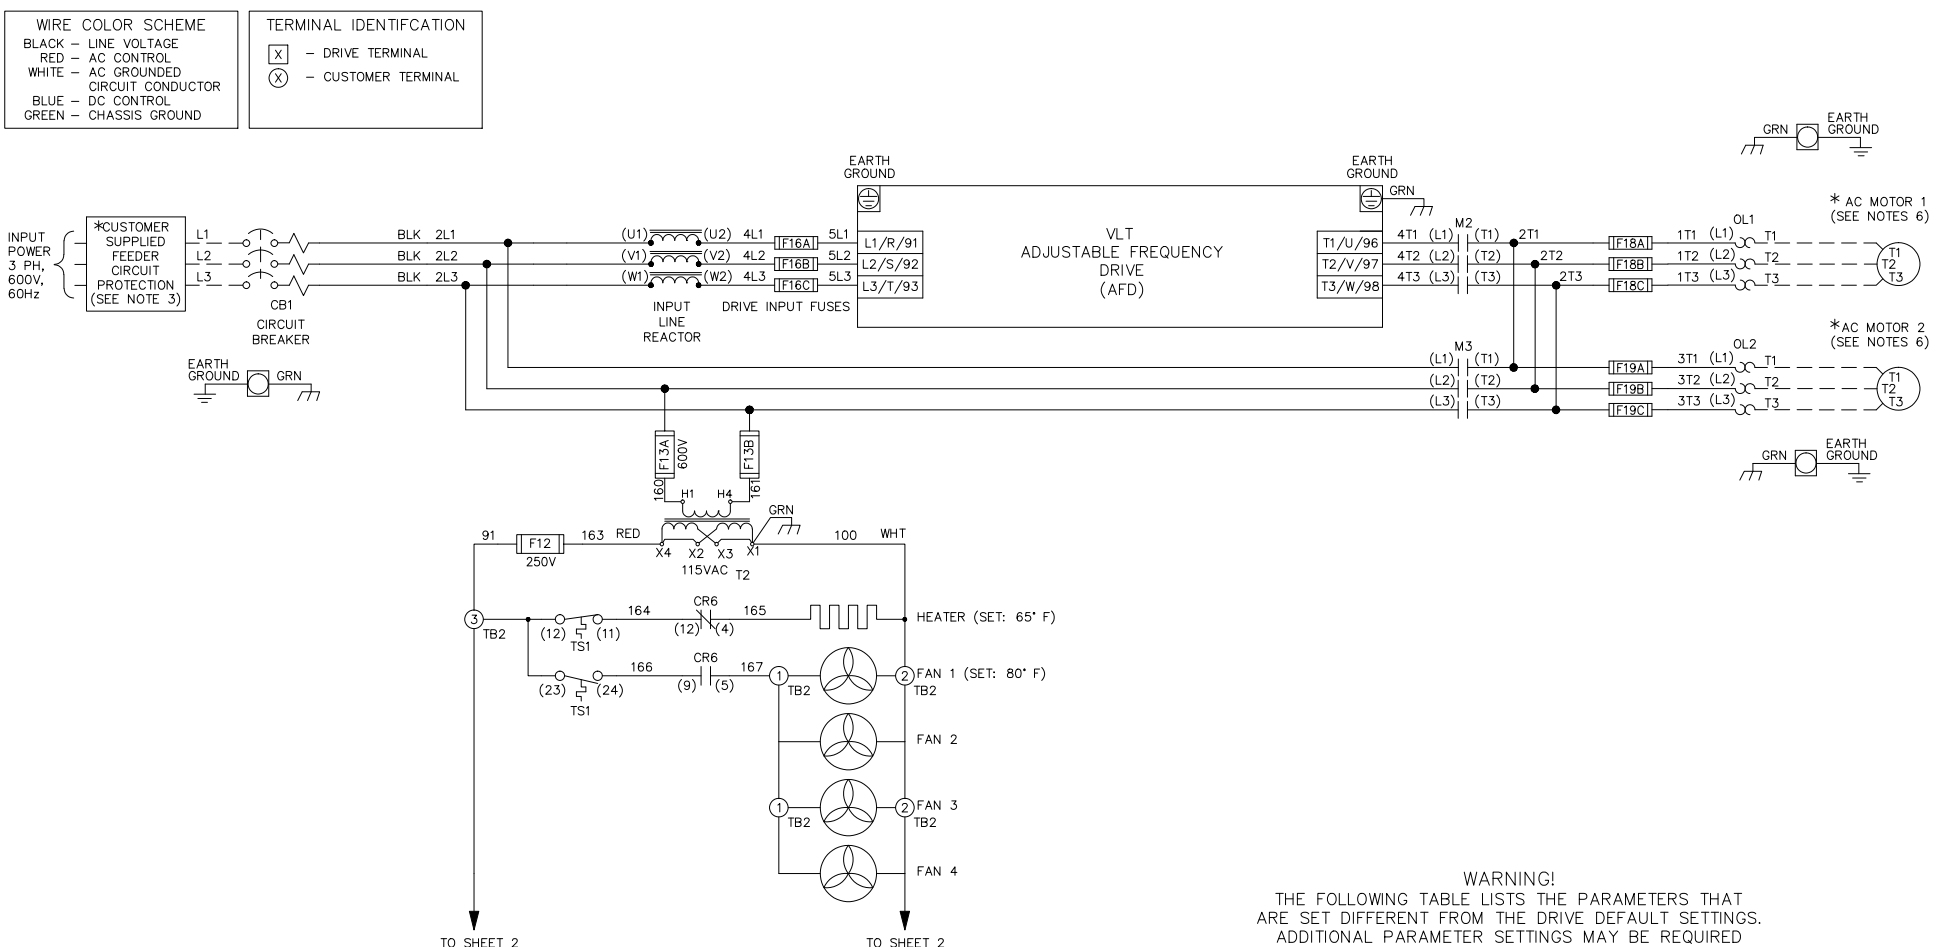 WIRE COLOR SCHEME
BLACK – LINE VOLTAGE
RED – AC CONTROL
WHITE – AC GROUNDED
CIRCUIT CONDUCTOR
BLUE – DC CONTROL
GREEN – CHASSIS GROUND
TERMINAL IDENTIFCATION
X – DRIVE TERMINAL
X – CUSTOMER TERMINAL
INPUT
POWER
3 PH,
600V,
60Hz
*CUSTOMER
SUPPLIED
FEEDER
CIRCUIT
PROTECTION
(SEE NOTE 3)
L1
L2
L3
CB1
CIRCUIT
BREAKER
EARTH
GROUND
GRN
BLK 2L1
BLK 2L2
BLK 2L3
(U1) (U2) 4L1 F16A 5L1
(V1) (V2) 4L2 F16B 5L2
(W1) (W2) 4L3 F16C 5L3
INPUT
LINE
REACTOR
DRIVE INPUT FUSES
EARTH
GROUND
L1/R/91
L2/S/92
L3/T/93
VLT
ADJUSTABLE FREQUENCY
DRIVE
(AFD)
EARTH
GROUND
GRN
T1/U/96
T2/V/97
T3/W/98
M2
4T1 (L1) (T1) 2T1
4T2 (L2) (T2) 2T2
4T3 (L3) (T3) 2T3
F18A
F18B
F18C
OL1
1T1 (L1) T1
1T2 (L2) T2
1T3 (L3) T3
GRN
EARTH
GROUND
* AC MOTOR 1
(SEE NOTES 6)
T1
T2
T3
M3
(L1) (T1)
(L2) (T2)
(L3) (T3)
F19A
F19B
F19C
OL2
3T1 (L1) T1
3T2 (L2) T2
3T3 (L3) T3
*AC MOTOR 2
(SEE NOTES 6)
T1
T2
T3
GRN
EARTH
GROUND
F13A
600V
F13B
160
161
H1 H4
GRN
91 F12 163 RED
250V
X4 X2 X3 X1
115VAC T2
100 WHT
3
TB2
(12) (11)
TS1
164
CR6
(12) (4)
165
HEATER (SET: 65° F)
(23) (24)
TS1
166
CR6
(9) (5)
167
1
TB2
2
TB2
FAN 1 (SET: 80° F)
FAN 2
1
TB2
2
TB2
FAN 3
FAN 4
TO SHEET 2
TO SHEET 2
WARNING!
THE FOLLOWING TABLE LISTS THE PARAMETERS THAT
ARE SET DIFFERENT FROM THE DRIVE DEFAULT SETTINGS.
ADDITIONAL PARAMETER SETTINGS MAY BE REQUIRED